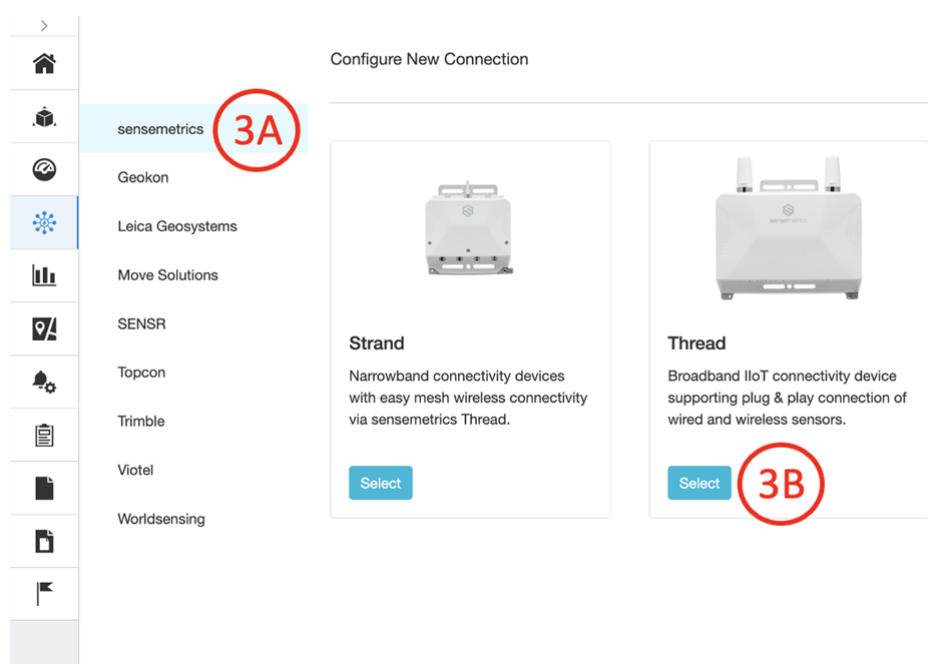 Configure New Connection
sensemetrics
3A
Geokon
Leica Geosystems
Move Solutions
SENSR
Topcon
Trimble
Viotel
Worldsensing
Strand
Narrowband connectivity devices
with easy mesh wireless connectivity
via sensemetrics Thread.
Select
sensemetrics
Thread
Broadband IIoT connectivity device
supporting plug & play connection of
wired and wireless sensors.
Select
3B